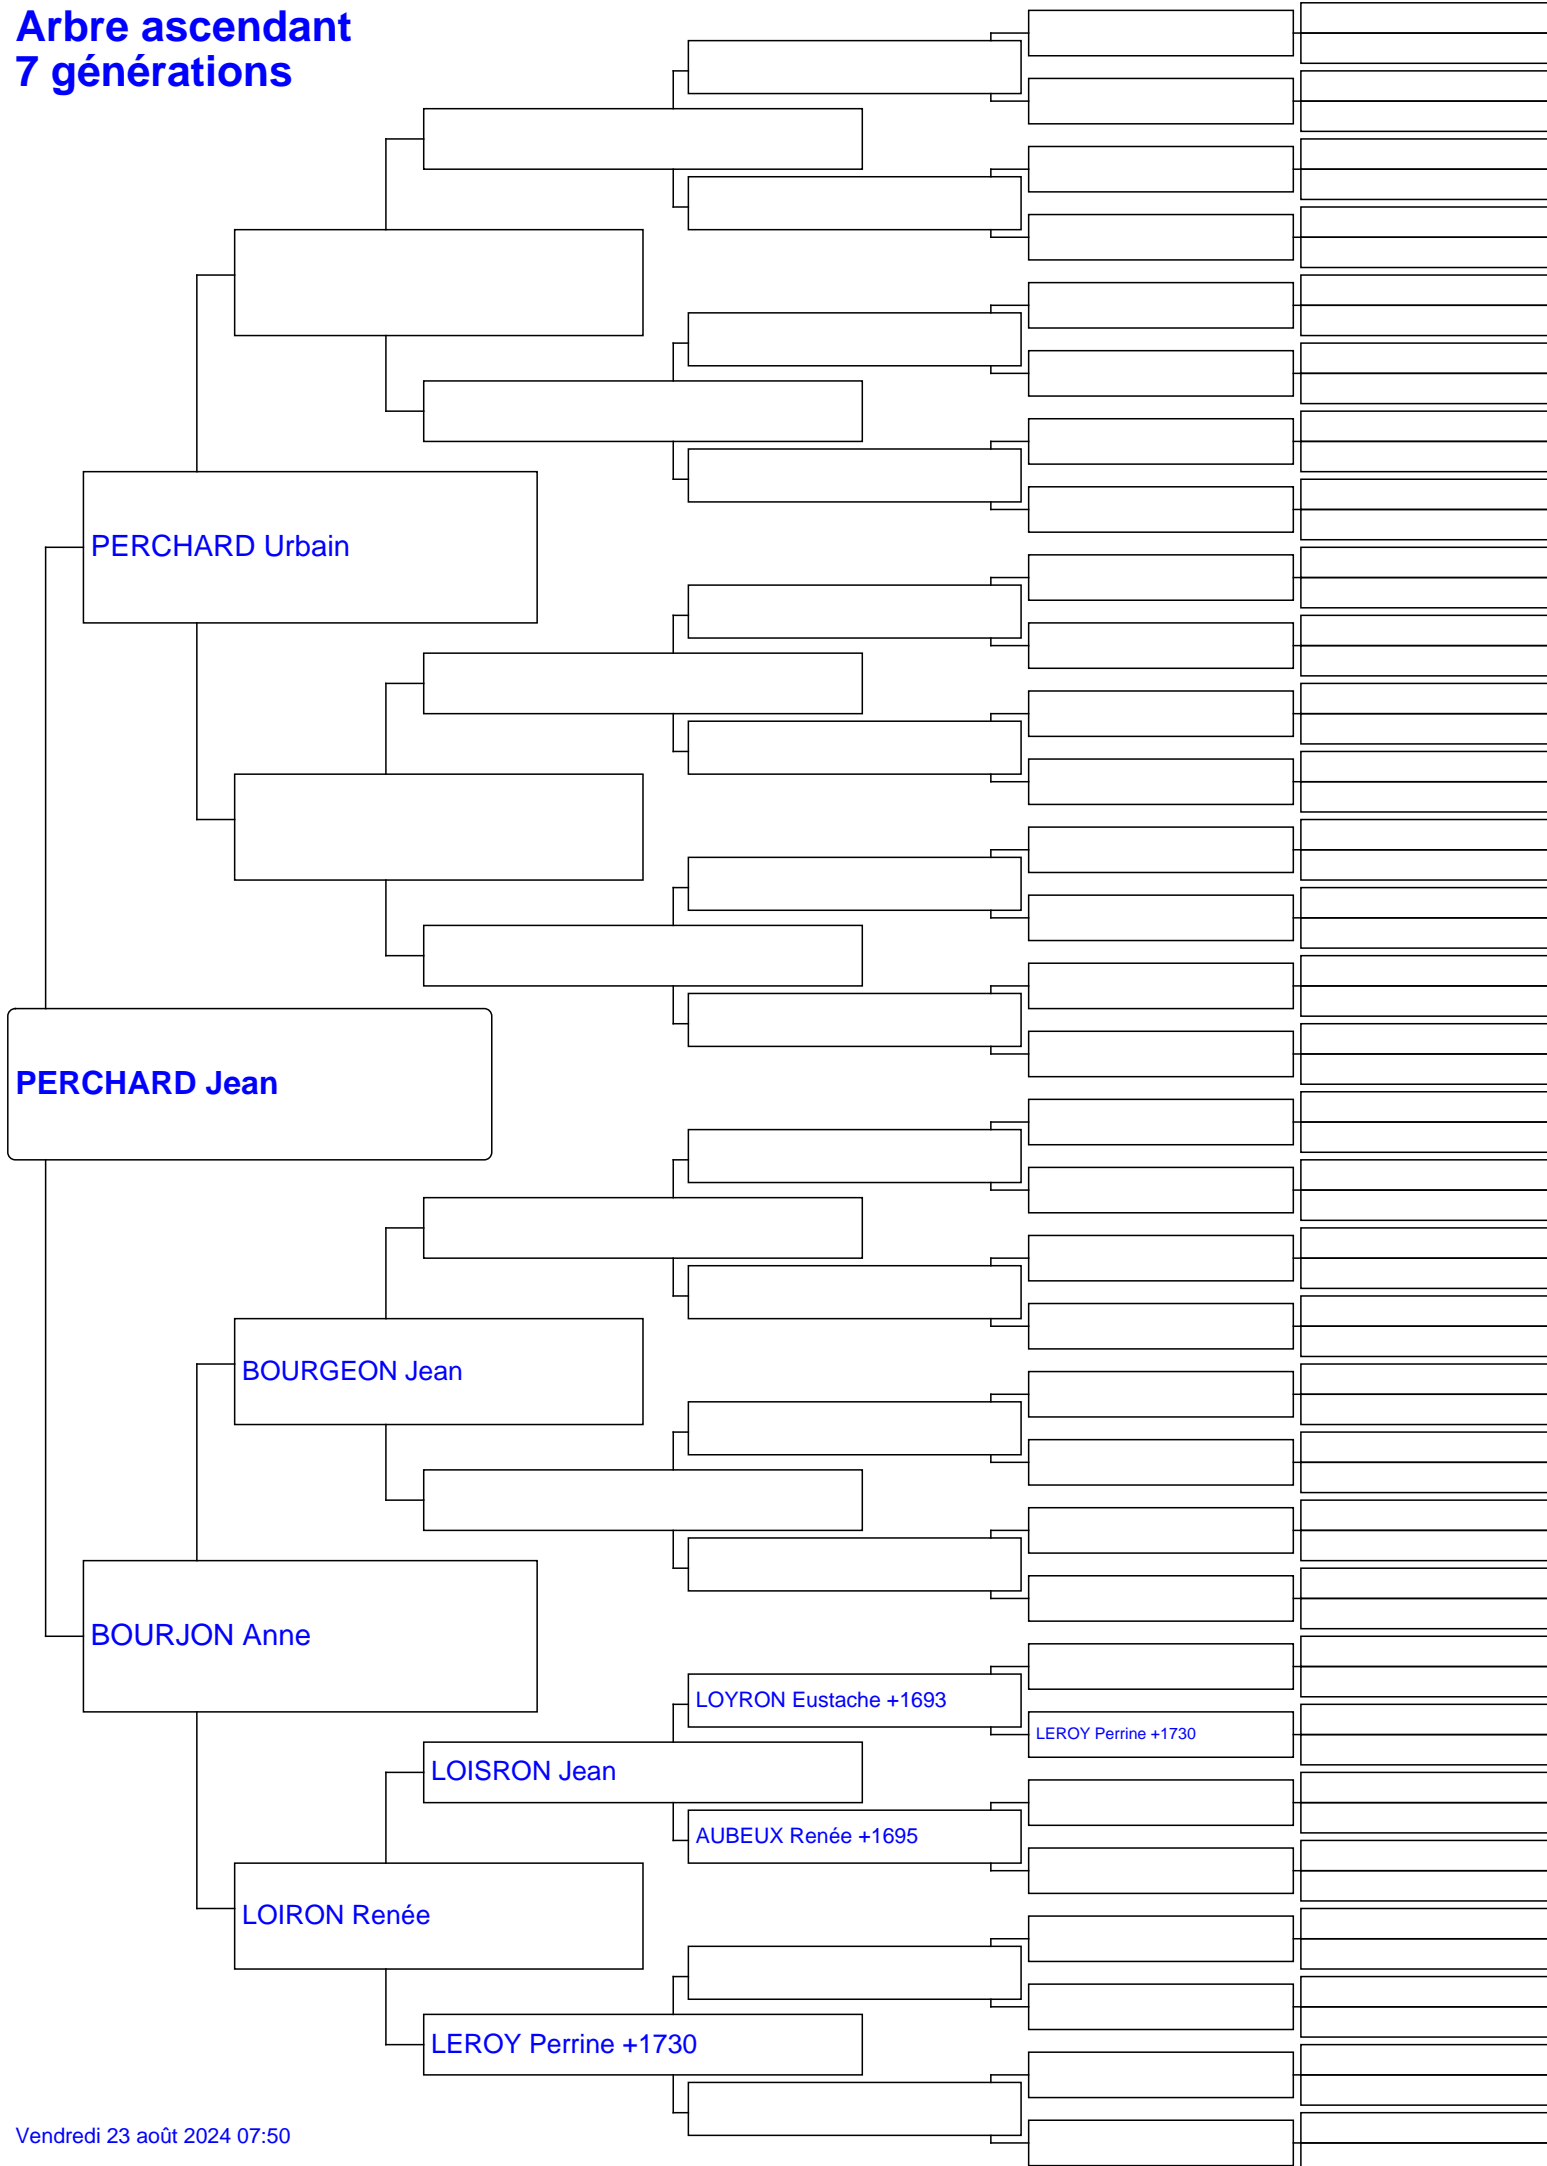 Arbre ascendant
7 générations
PERCHARD Urbain
PERCHARD Jean
BOURGEON Jean
BOURJON Anne
LOYRON Eustache +1693
LEROY Perrine +1730
LOISRON Jean
AUBEUX Renée +1695
LOIRON Renée
LEROY Perrine +1730
Vendredi 23 août 2024 07:50